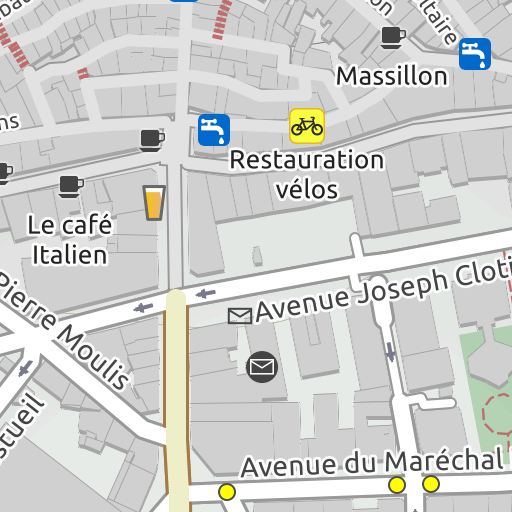 Massillon
Restauration
vélos
Le café
Italien
Avenue Joseph Cloti
Pierre Moulis
Avenue du Maréchal